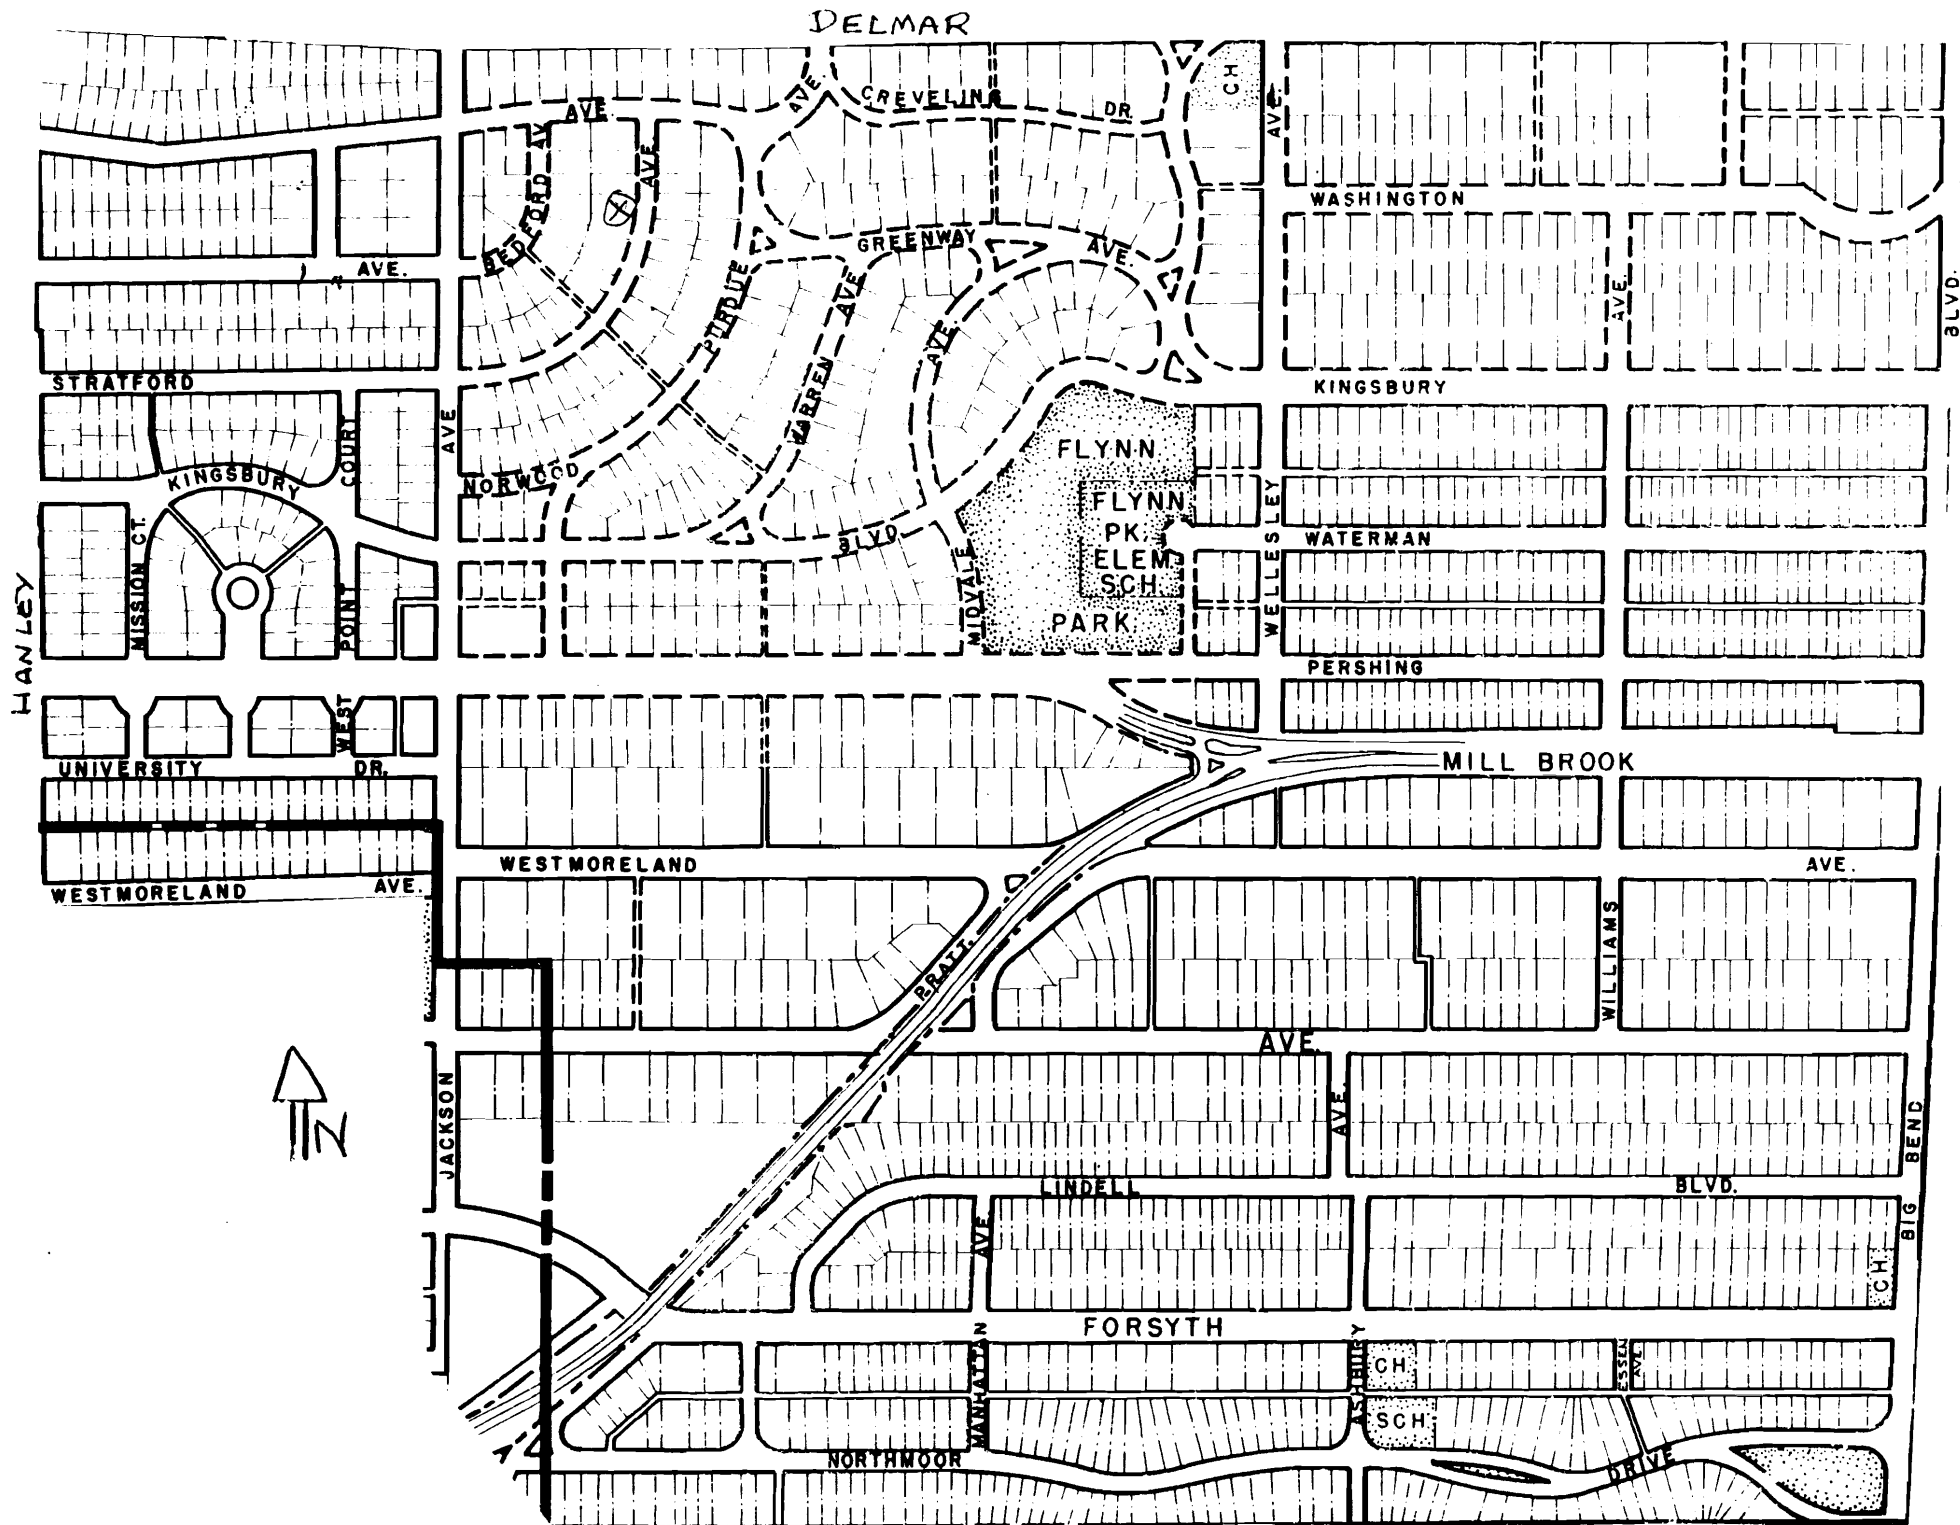 DELMAR
CH
CREVELING
DR.
AVE.
AVE.
AVE.
BEDFORD AV
AVE.
WASHINGTON
GREENWAY
AVE.
AVE.
PURDUE
WARREN AVE
AVE.
AVE.
BLVD.
STRATFORD
KINGSBURY
COURT
AVE
KINGSBURY
NORWOOD
FLYNN
FLYNN
PK.
ELEM
SCH
PARK
WELLESLEY
WATERMAN
BLVD.
MIDVALE
HANLEY
MISSION CT.
POINT
WEST
PERSHING
UNIVERSITY
DR.
MILL BROOK
WESTMORELAND
AVE.
WESTMORELAND
AVE.
PRATT
WILLIAMS
AVE.
N
JACKSON
AVE.
BIG BEND
LINDELL
BLVD.
AVE
CH
FORSYTH
MANHATTAN
ASHBURY
CH
ESSEN
AVE.
SCH
NORTHMOOR
DRIVE